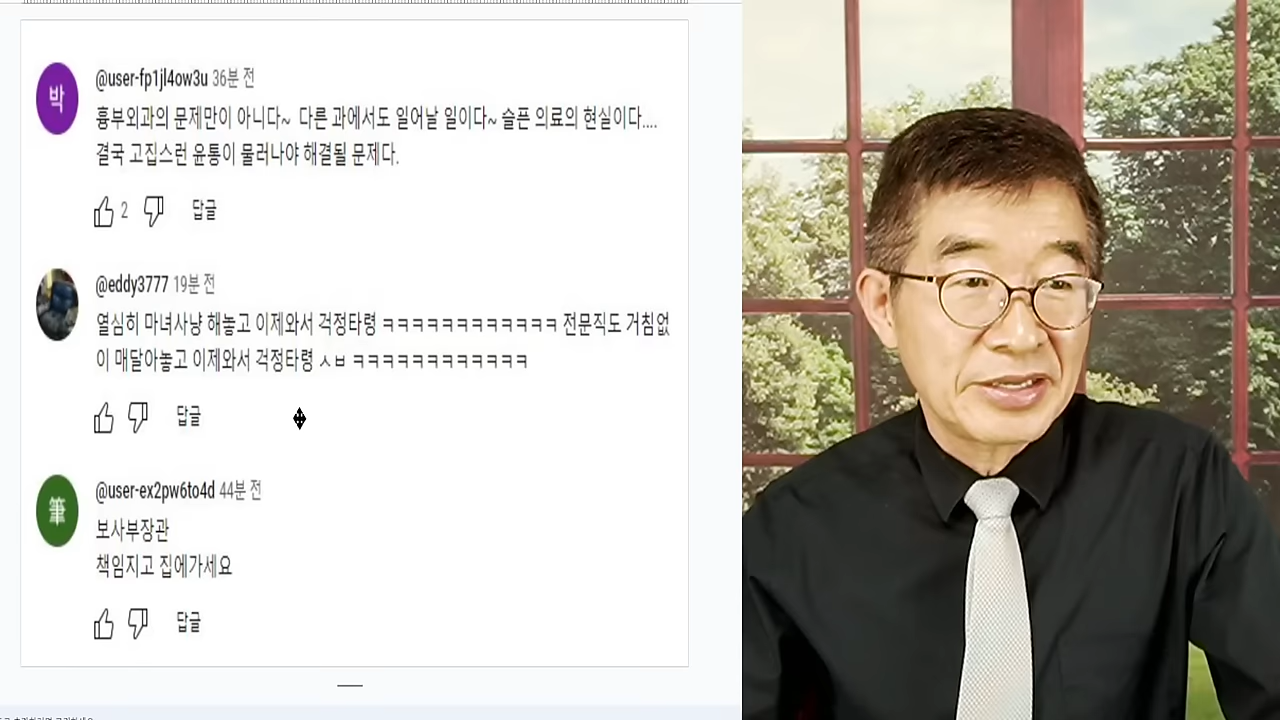 박
@user-fp1jl4ow3u 36분 전
흉부외과의 문제만이 아니다~ 다른 과에서도 일어날 일이다~ 슬픈 의료의 현실이다....
결국 고집스런 윤통이 물러나야 해결될 문제다.
2 답글
@eddy3777 19분 전
열심히 마녀사냥 해놓고 이제와서 걱정타령 ㅋㅋㅋㅋㅋㅋㅋㅋㅋㅋㅋㅋ 전문직도 거침없
이 매달아놓고 이제와서 걱정타령 ㅅㅂ ㅋㅋㅋㅋㅋㅋㅋㅋㅋㅋㅋㅋ
답글
筆
@user-ex2pw6to4d 44분 전
보사부장관
책임지고 집에가세요
답글